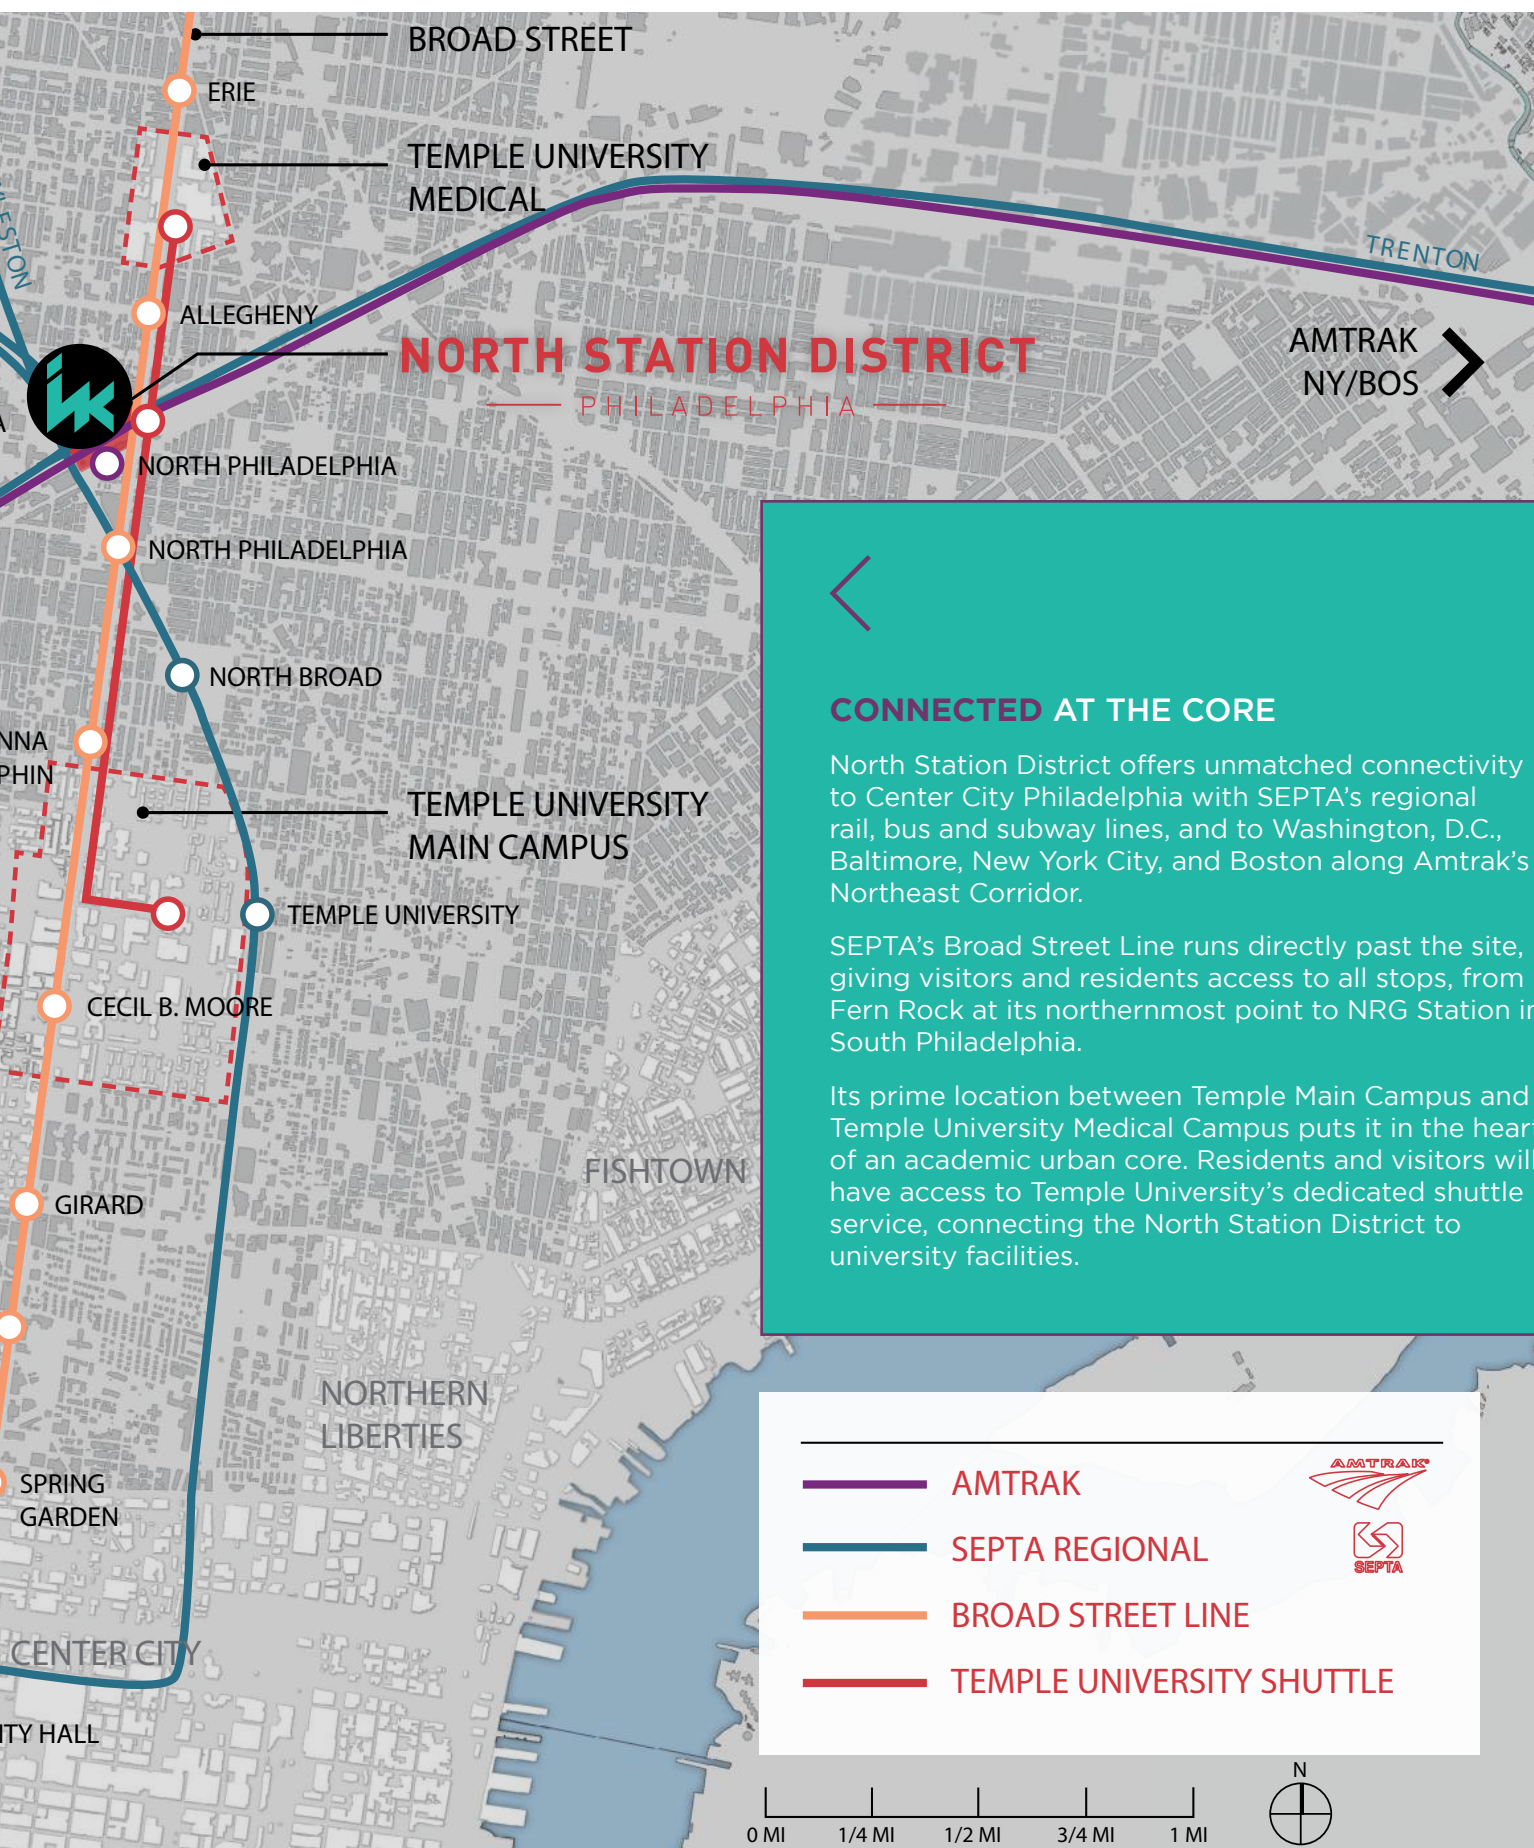 BROAD STREET
ERIE
TEMPLE UNIVERSITY
MEDICAL
TRENTON
ALLEGHENY
NORTH STATION DISTRICT
PHILADELPHIA
AMTRAK
NY/BOS
NORTH PHILADELPHIA
NORTH PHILADELPHIA
NORTH BROAD
NNA
PHIN
TEMPLE UNIVERSITY
MAIN CAMPUS
TEMPLE UNIVERSITY
CECIL B. MOORE
FISHTOWN
GIRARD
NORTHERN
LIBERTIES
SPRING
GARDEN
CENTER CITY
ITY HALL
CONNECTED AT THE CORE
North Station District offers unmatched connectivity
to Center City Philadelphia with SEPTA’s regional
rail, bus and subway lines, and to Washington, D.C.,
Baltimore, New York City, and Boston along Amtrak’s
Northeast Corridor.
SEPTA’s Broad Street Line runs directly past the site,
giving visitors and residents access to all stops, from
Fern Rock at its northernmost point to NRG Station in
South Philadelphia.
Its prime location between Temple Main Campus and
Temple University Medical Campus puts it in the heart
of an academic urban core. Residents and visitors will
have access to Temple University’s dedicated shuttle
service, connecting the North Station District to
university facilities.
AMTRAK
AMTRAK®
SEPTA REGIONAL
SEPTA
BROAD STREET LINE
TEMPLE UNIVERSITY SHUTTLE
N
0 MI 1/4 MI 1/2 MI 3/4 MI 1 MI